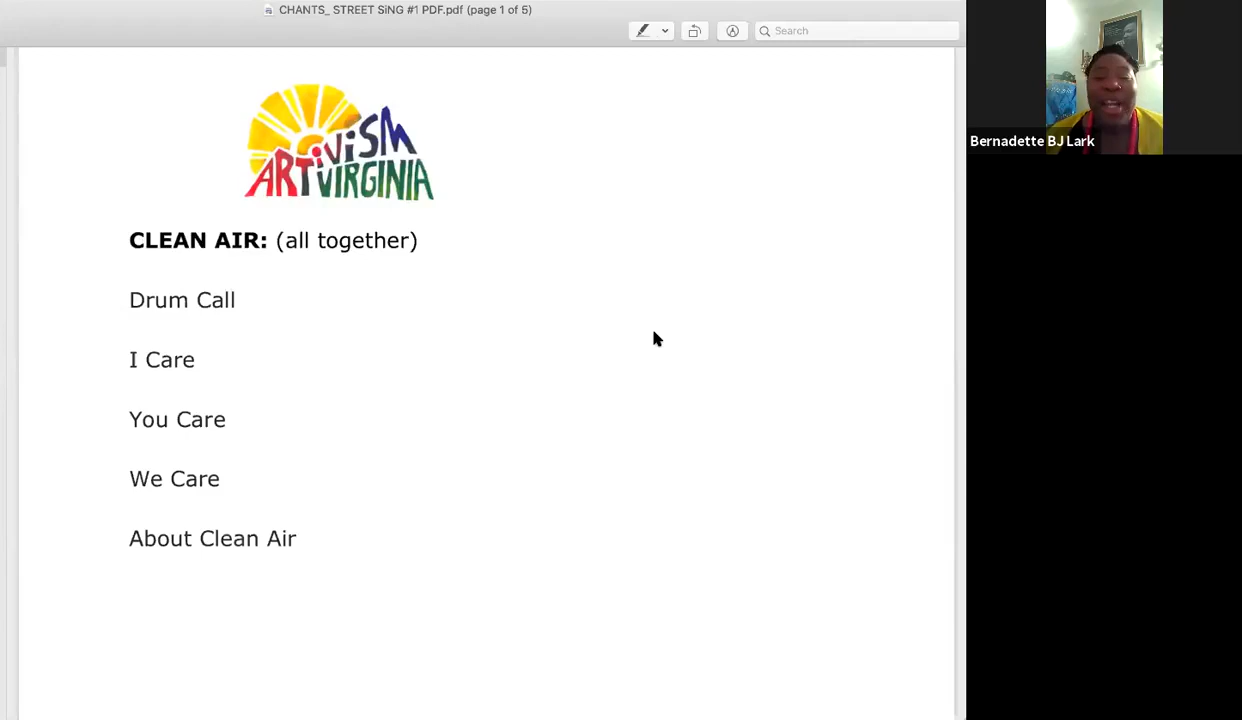 CHANTS_ STREET SiNG #1 PDF.pdf (page 1 of 5)
Search
ARTiViSM
VIRGINIA
CLEAN AIR: (all together)
Drum Call
I Care
You Care
We Care
About Clean Air
Bernadette BJ Lark